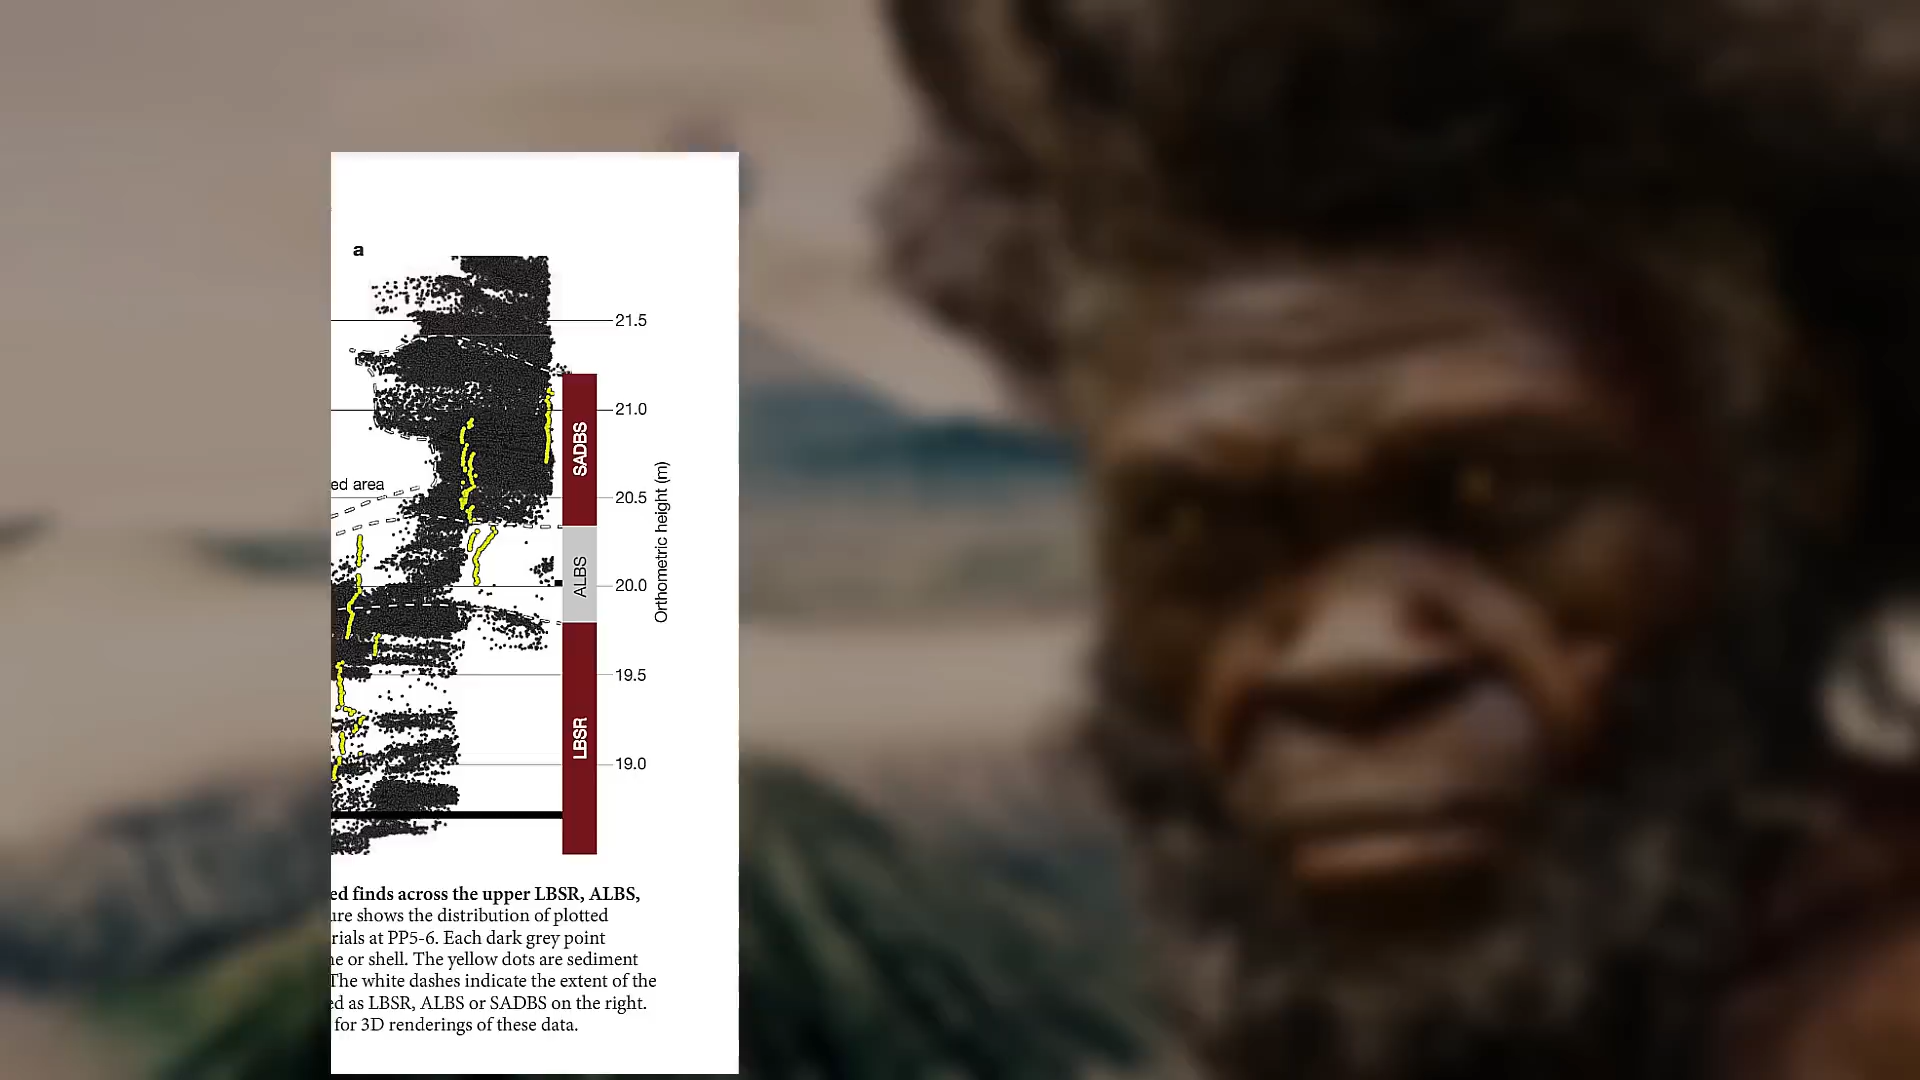 a
21.5
21.0
SADBS
ed area
20.5
Orthometric height (m)
ALBS
20.0
19.5
LBSR
19.0
ed finds across the upper LBSR, ALBS,
ure shows the distribution of plotted
rials at PP5-6. Each dark grey point
ne or shell. The yellow dots are sediment
The white dashes indicate the extent of the
ed as LBSR, ALBS or SADBS on the right.
for 3D renderings of these data.